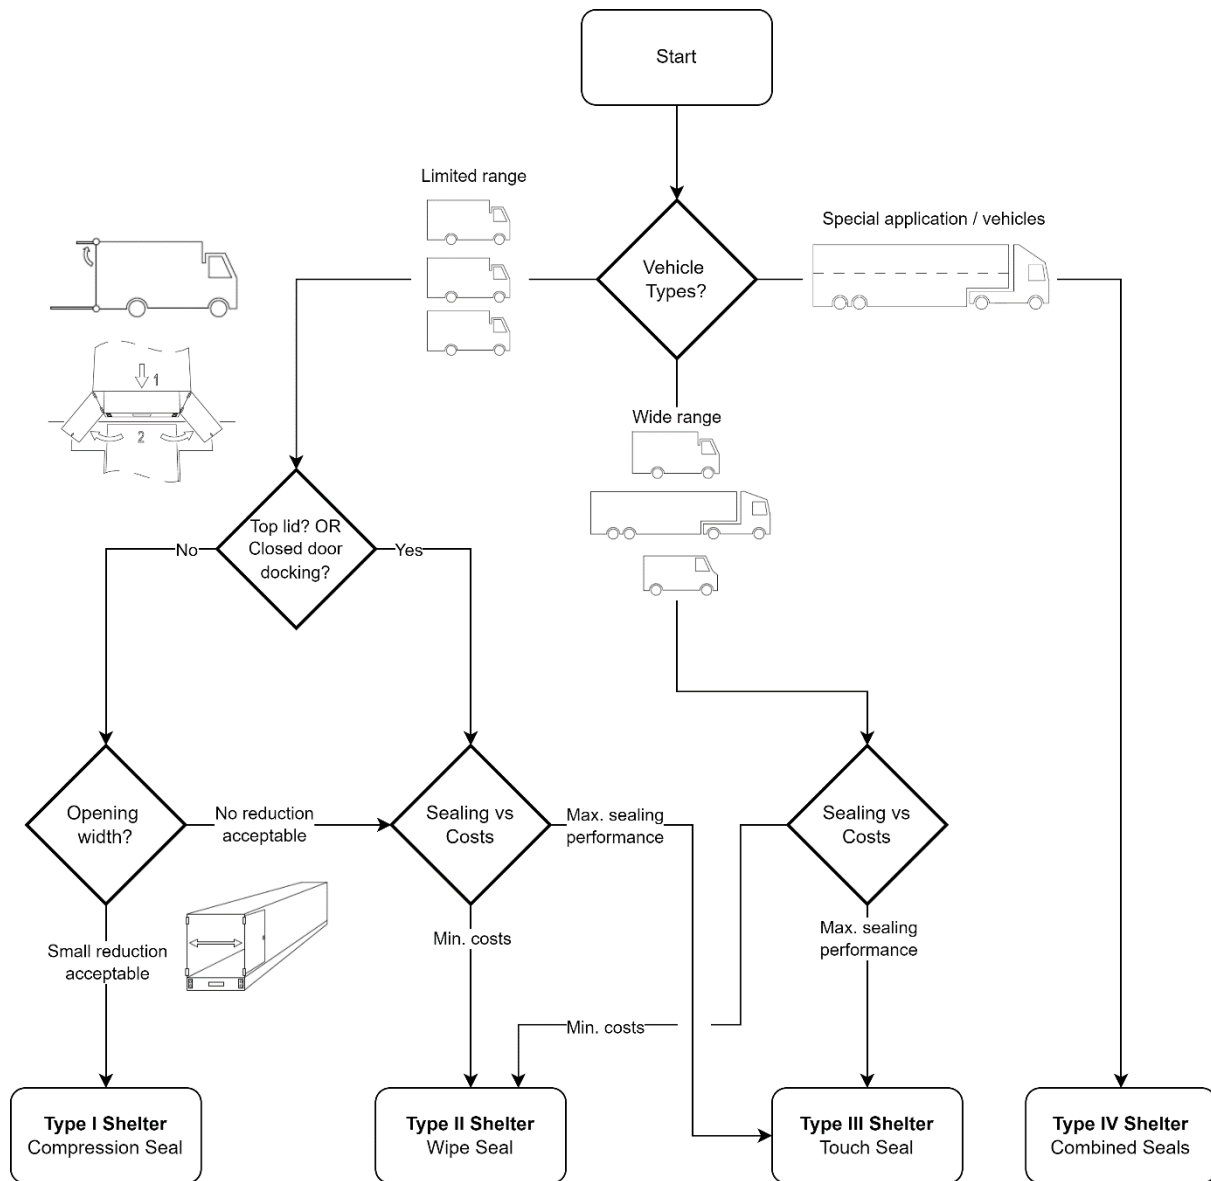 Start
Limited range
Special application / vehicles
Vehicle
Types?
1
2
Wide range
Top lid? OR
Closed door
docking?
No
Yes
Opening
width?
No reduction
acceptable
Sealing vs
Costs
Max. sealing
performance
Sealing vs
Costs
Small reduction
acceptable
Min. costs
Max. sealing
performance
Min. costs
Type I Shelter
Compression Seal
Type II Shelter
Wipe Seal
Type III Shelter
Touch Seal
Type IV Shelter
Combined Seals